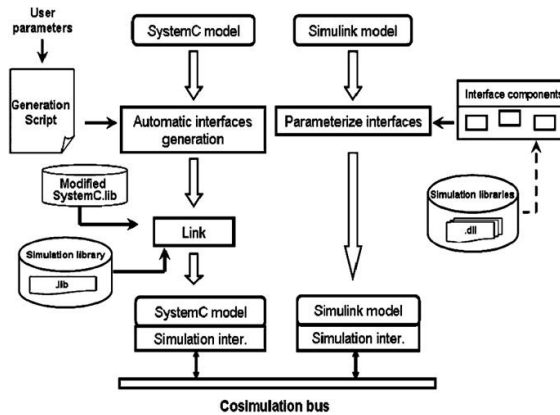 User
parameters
SystemC model
Simulink model
Generation
Script
Automatic interfaces
generation
Parameterize interfaces
Interface components
Modified
SystemC.lib
Link
Simulation libraries
.dll
Simulation library
.lib
SystemC model
Simulation inter.
Simulink model
Simulation inter.
Cosimulation bus